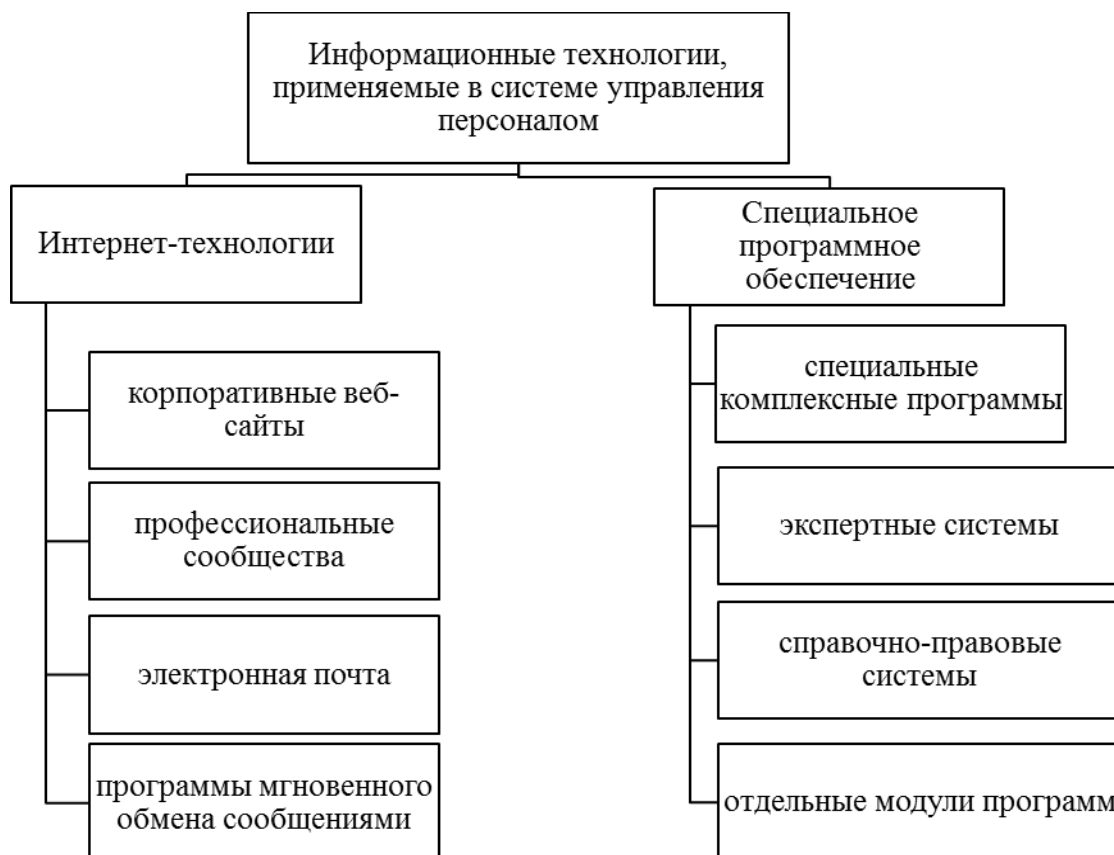 Информационные технологии,
применяемые в системе управления
персоналом
Интернет-технологии
корпоративные веб-
сайты
профессиональные
сообщества
электронная почта
программы мгновенного
обмена сообщениями
Специальное
программное
обеспечение
специальные
комплексные программы
экспертные системы
справочно-правовые
системы
отдельные модули программ